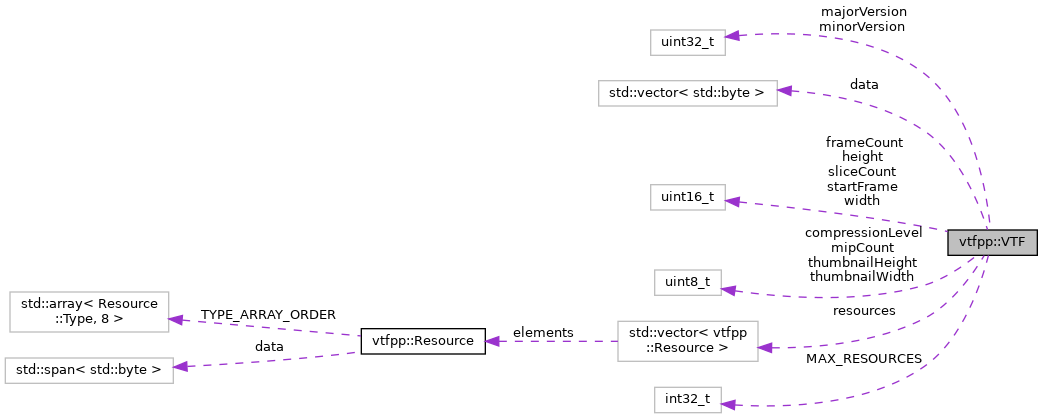 majorVersion
minorVersion
uint32_t
data
std::vector< std::byte >
frameCount
height
sliceCount
startFrame
width
uint16_t
vtfpp::VTF
compressionLevel
mipCount
thumbnailHeight
thumbnailWidth
uint8_t
resources
std::array< Resource
::Type, 8 >
TYPE_ARRAY_ORDER
vtfpp::Resource
elements
std::vector< vtfpp
::Resource >
data
std::span< std::byte >
MAX_RESOURCES
int32_t